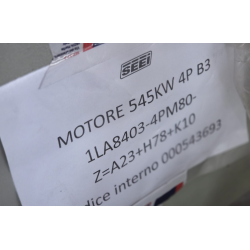 SEEI
MOTORE 545KW 4P B3
1LA8403-4PM80-
Z=A23+H78+K10
dice interno 000543693